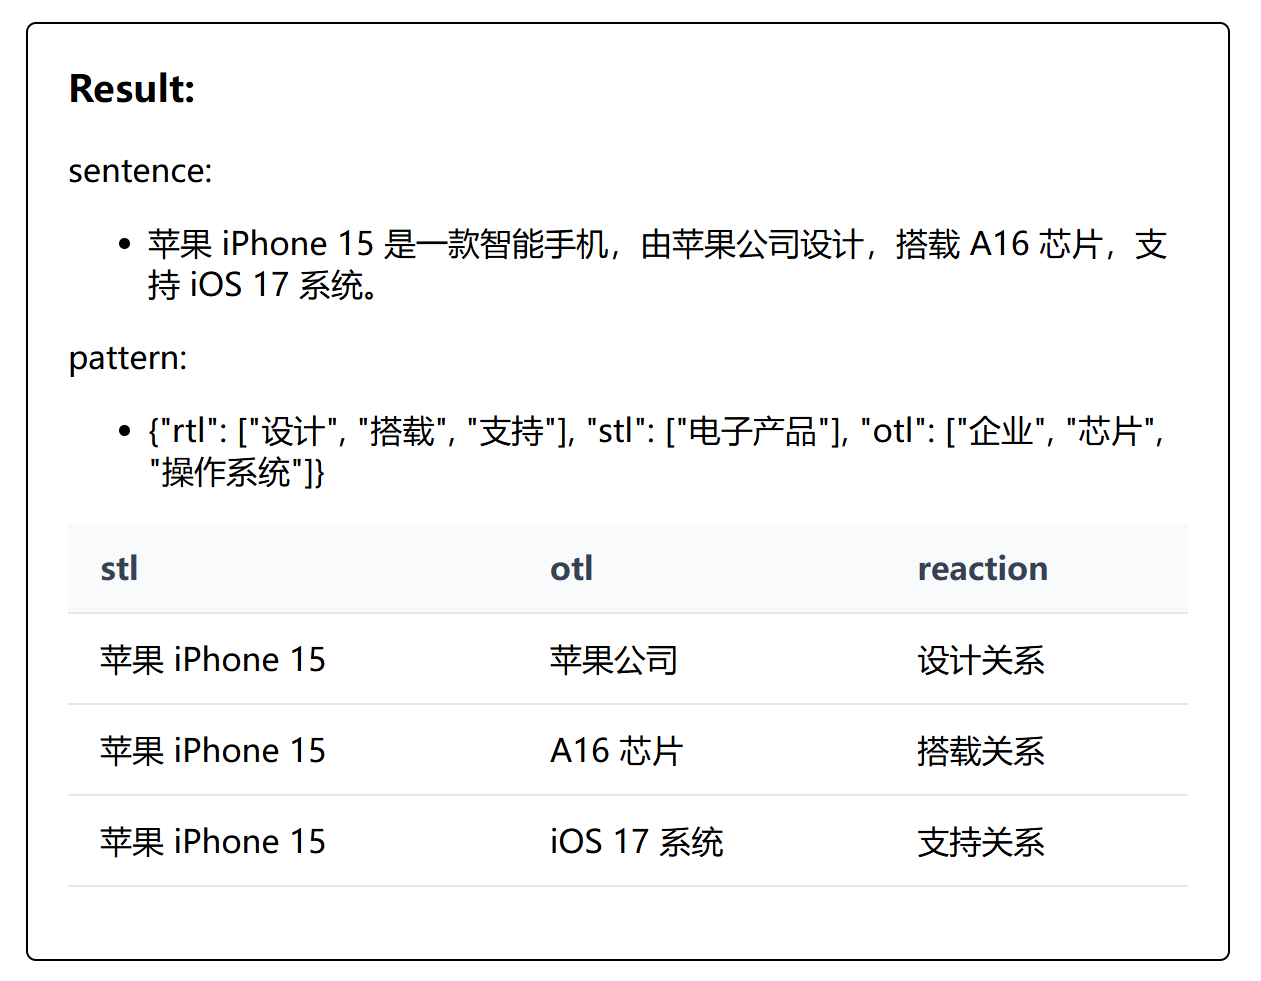 Result:
sentence:
• 苹果 iPhone 15 是一款智能手机，由苹果公司设计，搭载 A16 芯片，支
持 iOS 17 系统。
pattern:
• {"rtl": ["设计", "搭载", "支持"], "stl": ["电子产品"], "otl": ["企业", "芯片",
"操作系统"]}
stl otl reaction
苹果 iPhone 15 苹果公司 设计关系
苹果 iPhone 15 A16 芯片 搭载关系
苹果 iPhone 15 iOS 17 系统 支持关系